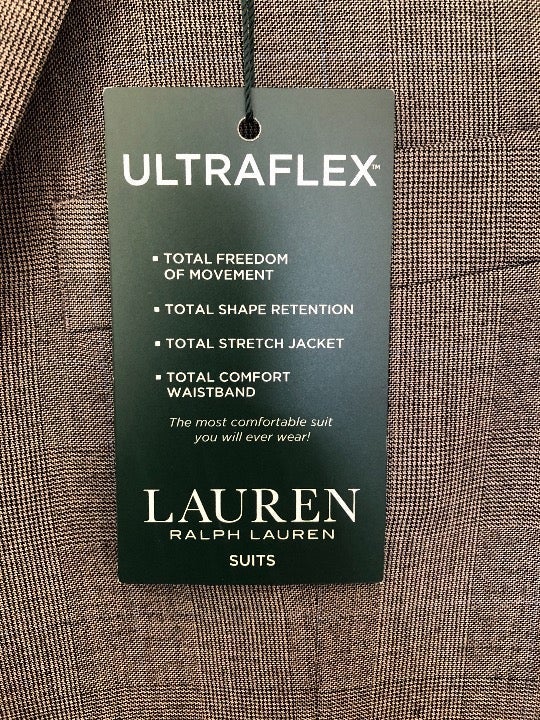 ULTRAFLEX™
▪ TOTAL FREEDOM
OF MOVEMENT
▪ TOTAL SHAPE RETENTION
▪ TOTAL STRETCH JACKET
▪ TOTAL COMFORT
WAISTBAND
The most comfortable suit
you will ever wear!
LAUREN
RALPH LAUREN
SUITS